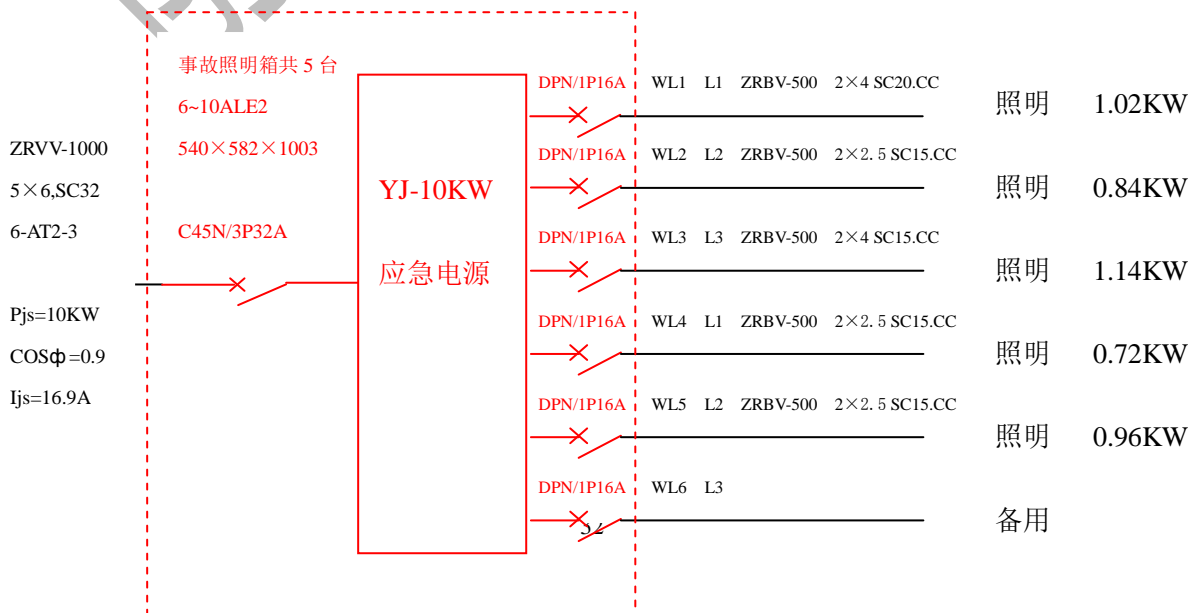 事故照明箱共 5 台
6~10ALE2
540×582×1003
C45N/3P32A
ZRVV-1000
5×6,SC32
6-AT2-3
Pjs=10KW
COSф=0.9
Ijs=16.9A
YJ-10KW
应急电源
DPN/1P16A WL1 L1 ZRBV-500 2×4 SC20.CC 照明 1.02KW
DPN/1P16A WL2 L2 ZRBV-500 2×2.5 SC15.CC 照明 0.84KW
DPN/1P16A WL3 L3 ZRBV-500 2×4 SC15.CC 照明 1.14KW
DPN/1P16A WL4 L1 ZRBV-500 2×2.5 SC15.CC 照明 0.72KW
DPN/1P16A WL5 L2 ZRBV-500 2×2.5 SC15.CC 照明 0.96KW
DPN/1P16A WL6 L3 备用